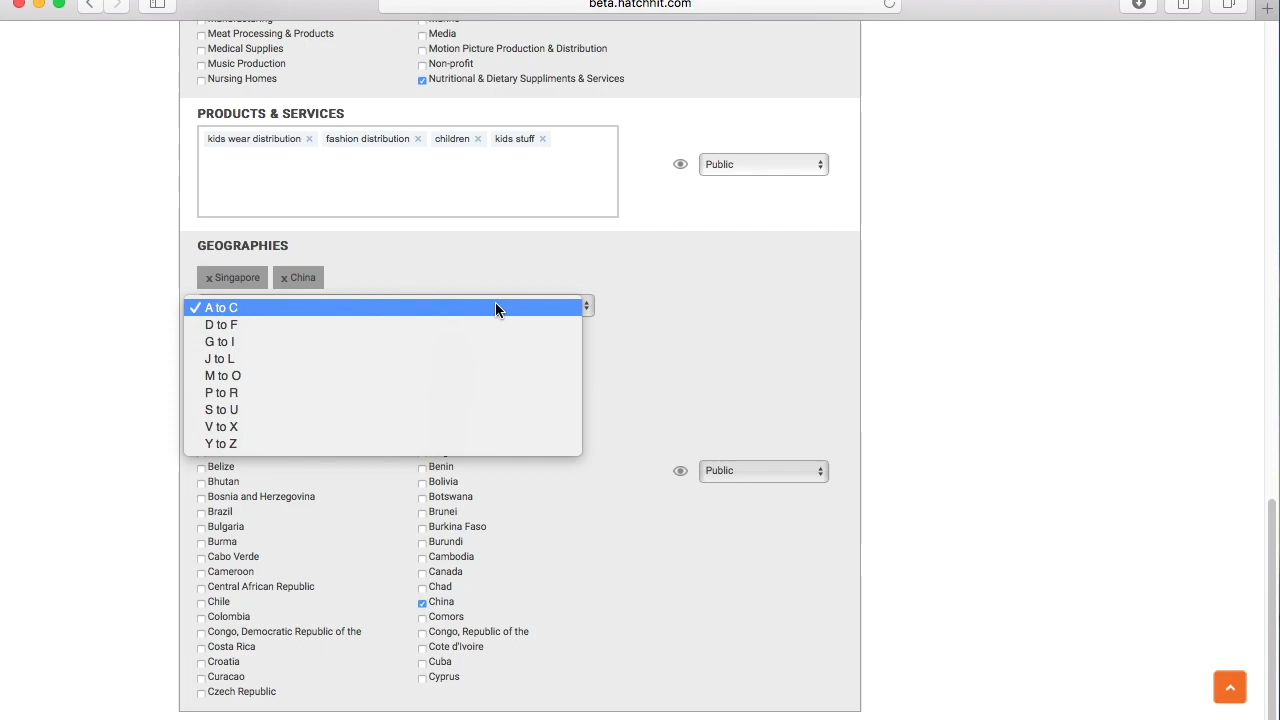 beta.hatchhit.com
Manufacturing Marine
Meat Processing & Products Media
Medical Supplies Motion Picture Production & Distribution
Music Production Non-profit
Nursing Homes Nutritional & Dietary Suppliments & Services
PRODUCTS & SERVICES
kids wear distribution × fashion distribution × children × kids stuff ×
Public
GEOGRAPHIES
x Singapore x China
A to C
D to F
G to I
J to L
M to O
P to R
S to U
V to X
Y to Z
Belize Benin
Public
Bhutan Bolivia
Bosnia and Herzegovina Botswana
Brazil Brunei
Bulgaria Burkina Faso
Burma Burundi
Cabo Verde Cambodia
Cameroon Canada
Central African Republic Chad
Chile China
Colombia Comors
Congo, Democratic Republic of the Congo, Republic of the
Costa Rica Cote d'Ivoire
Croatia Cuba
Curacao Cyprus
Czech Republic